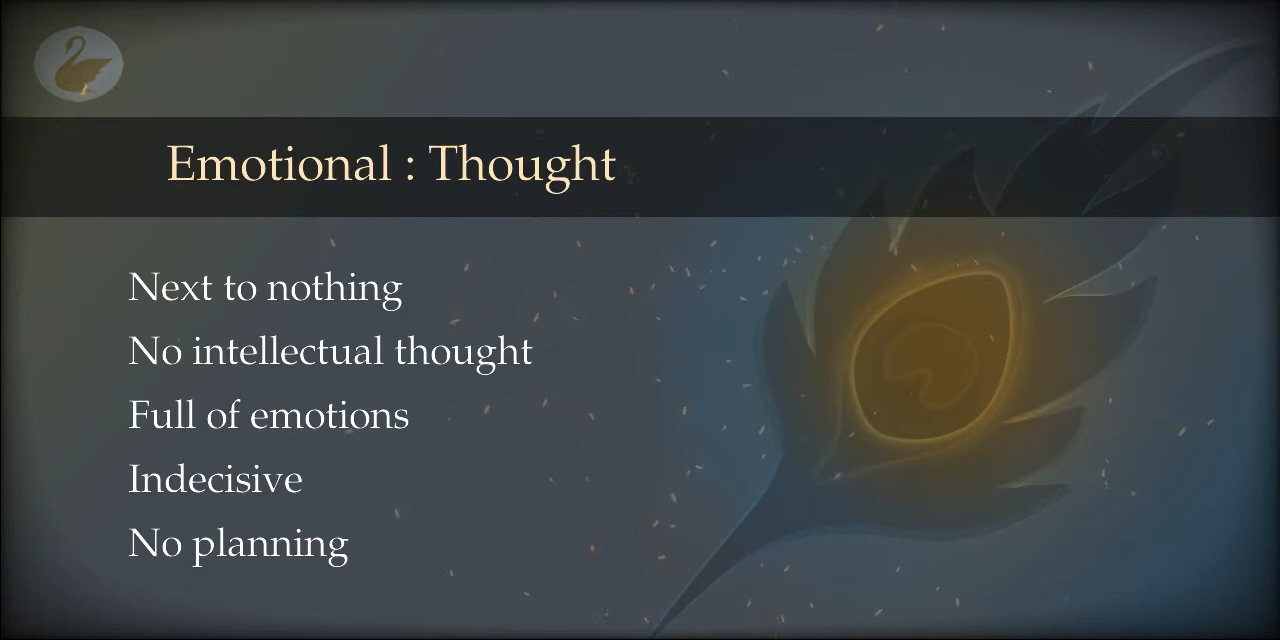 Emotional : Thought
Next to nothing
No intellectual thought
Full of emotions
Indecisive
No planning